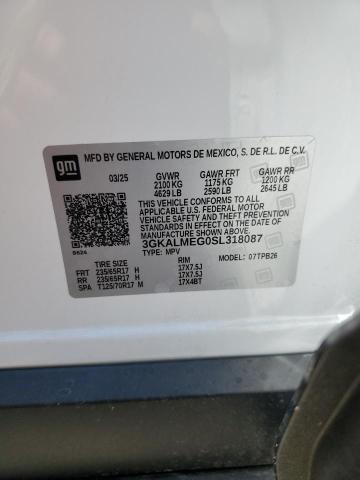 gm
MFD BY GENERAL MOTORS DE MEXICO, S. DE R.L. DE C.V.
03/25 GVWR GAWR FRT GAWR RR
2100 KG 1175 KG 1200 KG
4629 LB 2590 LB 2645 LB
THIS VEHICLE CONFORMS TO ALL APPLICABLE
U.S. FEDERAL MOTOR VEHICLE SAFETY, BUMPER,
AND THEFT PREVENTION STANDARDS IN EFFECT ON
THE DATE OF MANUFACTURE SHOWN ABOVE.
3GKALMEG0SL318087
TYPE: MPV MODEL: 07TPB26
TIRE SIZE RIM
FRT 235/65R17 H 17X7.5J
RR 235/65R17 H 17X7.5J
SPA T125/70R17 M 17X4BT